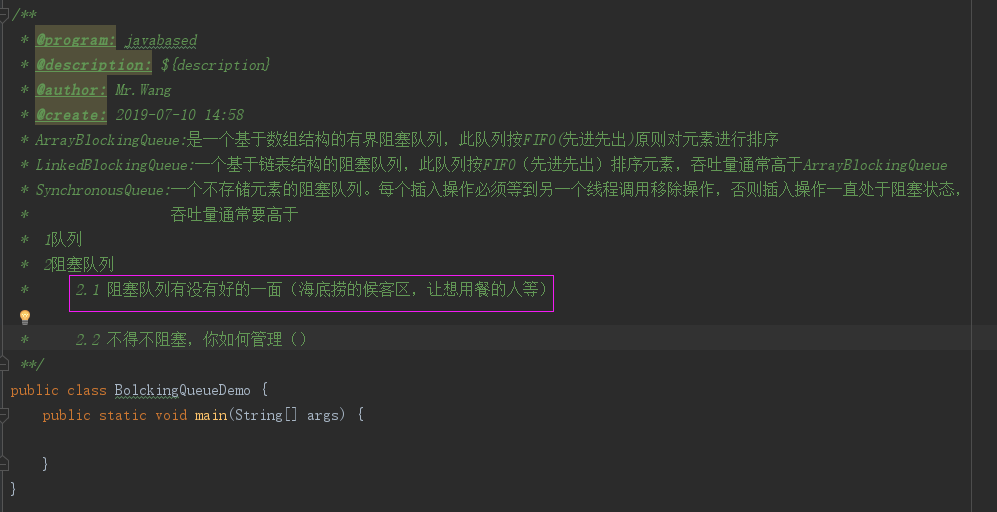 /**
* @program: javabased
* @description: ${description}
* @author: Mr.Wang
* @create: 2019-07-10 14:58
* ArrayBlockingQueue:是一个基于数组结构的有界阻塞队列，此队列按FIFO(先进先出)原则对元素进行排序
* LinkedBlockingQueue:一个基于链表结构的阻塞队列，此队列按FIFO（先进先出）排序元素，吞吐量通常高于ArrayBlockingQueue
* SynchronousQueue:一个不存储元素的阻塞队列。每个插入操作必须等到另一个线程调用移除操作，否则插入操作一直处于阻塞状态，
* 吞吐量通常要高于
* 1队列
* 2阻塞队列
* 2.1 阻塞队列有没有好的一面（海底捞的候客区，让想用餐的人等）
* 2.2 不得不阻塞，你如何管理（）
**/
public class BolckingQueueDemo {
public static void main(String[] args) {
}
}